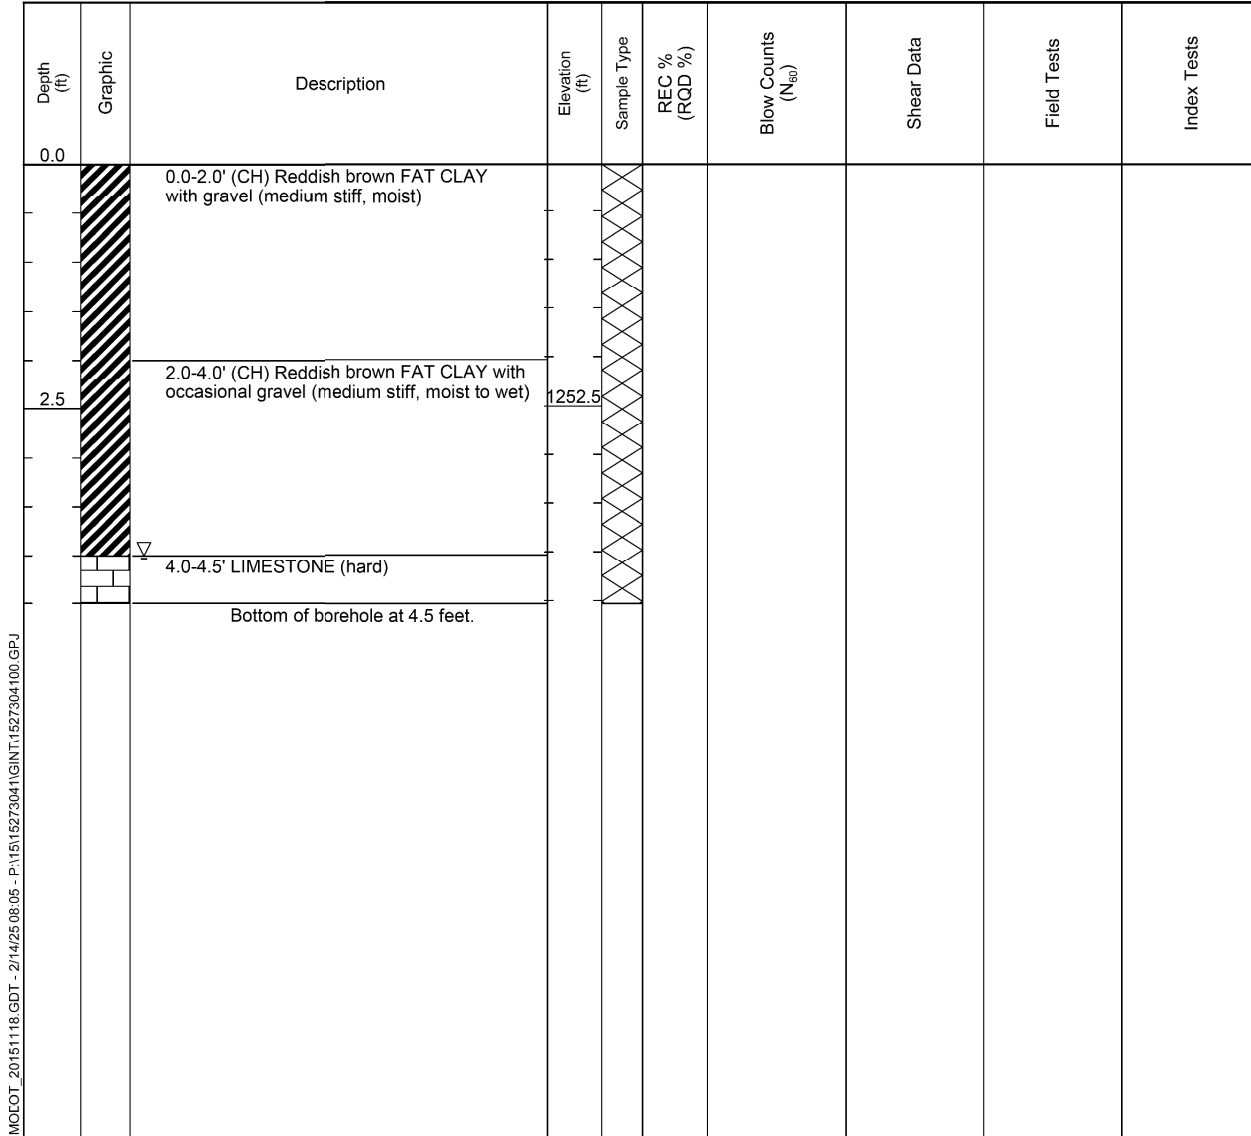 Depth
(ft)
Graphic
Description
Elevation
(ft)
Sample Type
REC %
(RQD %)
Blow Counts
(N₆₀)
Shear Data
Field Tests
Index Tests
0.0
0.0-2.0' (CH) Reddish brown FAT CLAY
with gravel (medium stiff, moist)
2.0-4.0' (CH) Reddish brown FAT CLAY with
occasional gravel (medium stiff, moist to wet)
2.5
1252.5
4.0-4.5' LIMESTONE (hard)
Bottom of borehole at 4.5 feet.
MODOT_20151118.GDT - 2/14/25 08:05 - P:\15\15273041\GINT\1527304100.GPJ